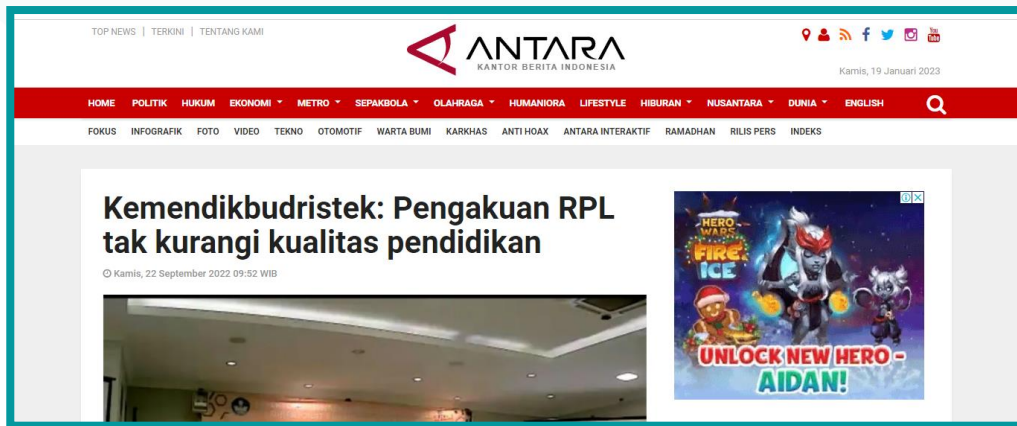 TOP NEWS | TERKINI | TENTANG KAMI
ANTARA
KANTOR BERITA INDONESIA
You
Tube
Kamis, 19 Januari 2023
HOME POLITIK HUKUM EKONOMI METRO SEPAKBOLA OLAHRAGA HUMANIORA LIFESTYLE HIBURAN NUSANTARA DUNIA ENGLISH
FOKUS INFOGRAFIK FOTO VIDEO TEKNO OTOMOTIF WARTA BUMI KARKHAS ANTI HOAX ANTARA INTERAKTIF RAMADHAN RILIS PERS INDEKS
Kemendikbudristek: Pengakuan RPL
tak kurangi kualitas pendidikan
Kamis, 22 September 2022 09:52 WIB
HERO
WARS
FIRE
ICE
UNLOCK NEW HERO -
AIDAN!